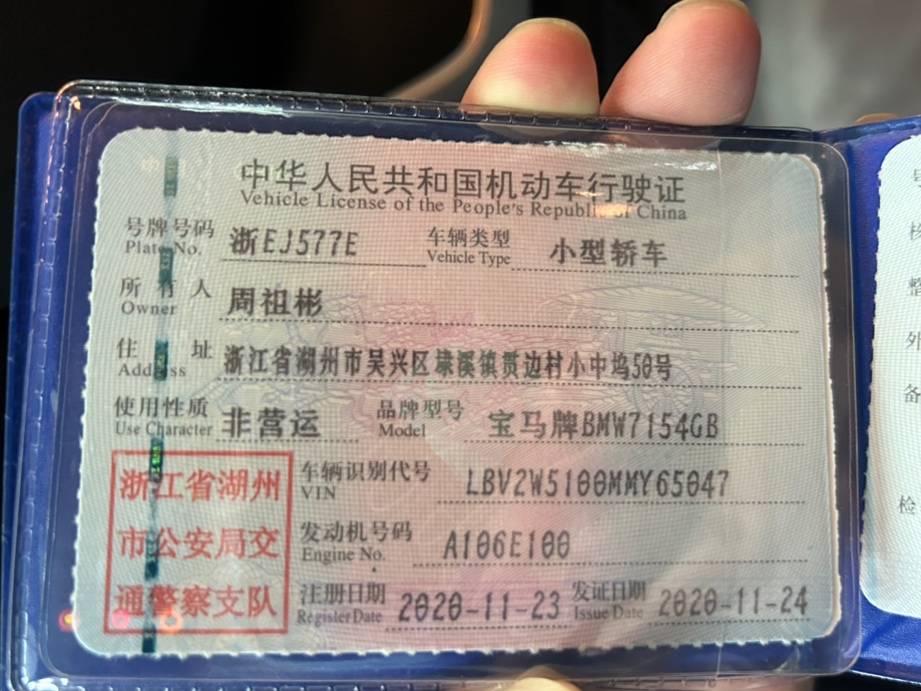 中华人民共和国机动车行驶证
Vehicle License of the People's Republic of China
号牌号码 浙EJ577E 车辆类型 小型轿车
Plate No. Vehicle Type
所有人 周祖彬
Owner
住址 浙江省湖州市吴兴区埭溪镇贯边村小中坞50号
Address
使用性质 非营运 品牌型号 宝马牌BMW7154GB
Use Character Model
浙江省湖州
市公安局交
通警察支队
车辆识别代号 LBV2W5100MMY65047
VIN
发动机号码 A106E100
Engine No.
注册日期 2020-11-23 发证日期 2020-11-24
Register Date Issue Date
号
核
整
外
备
检